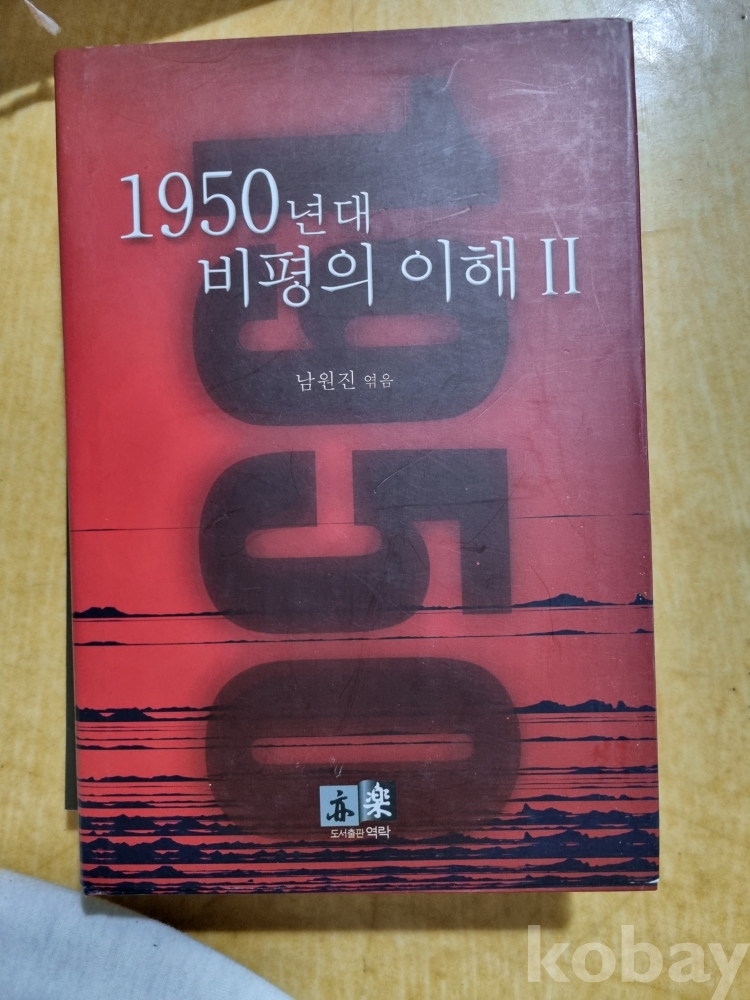 1950년대
비평의 이해 II
남원진 엮음
1950
亦樂
도서출판 역락
kobay